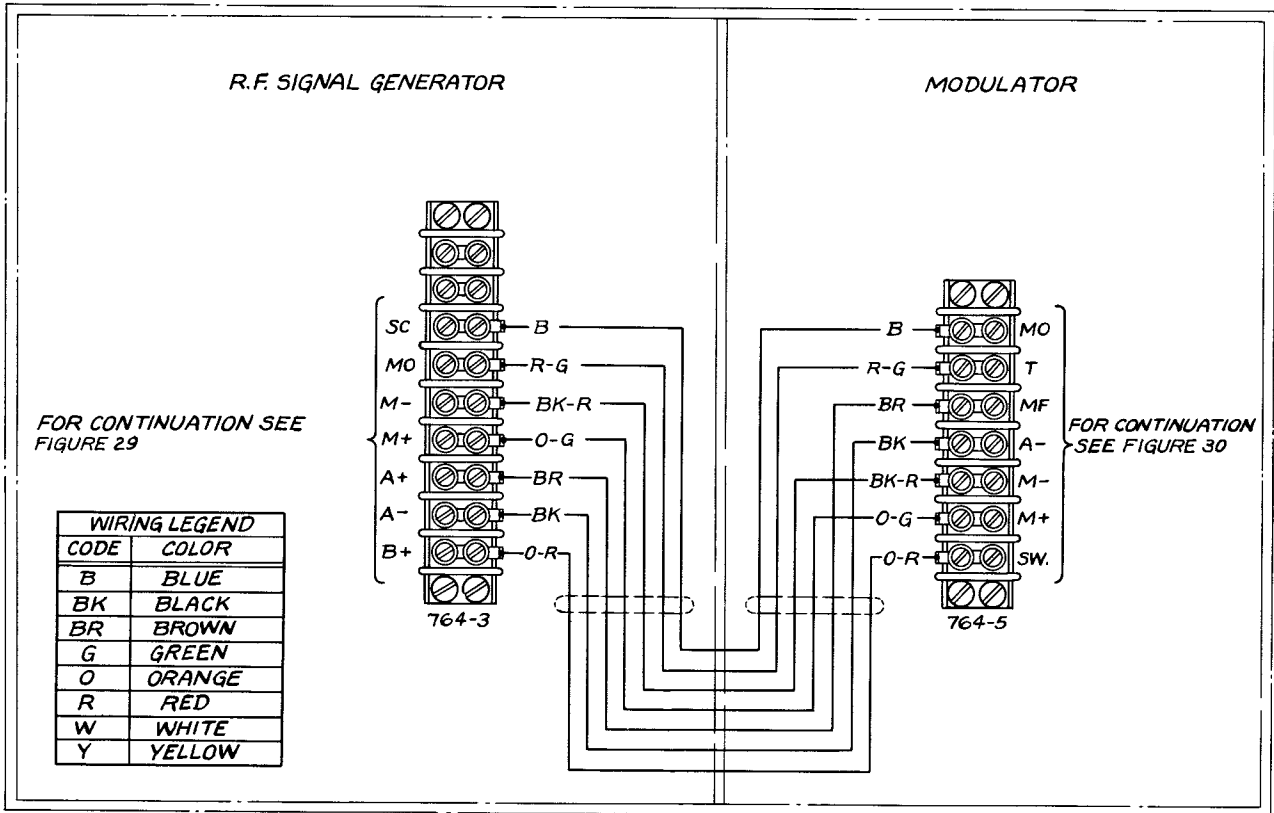 R.F. SIGNAL GENERATOR
MODULATOR
SC B
MO R-G
M- BK-R
M+ O-G
A+ BR
A- BK
B+ O-R
764-3
FOR CONTINUATION SEE
FIGURE 29
B MO
R-G T
BR MF
BK A-
BK-R M-
O-G M+
O-R SW.
764-5
FOR CONTINUATION
SEE FIGURE 30
WIRING LEGEND
CODE COLOR
B BLUE
BK BLACK
BR BROWN
G GREEN
O ORANGE
R RED
W WHITE
Y YELLOW